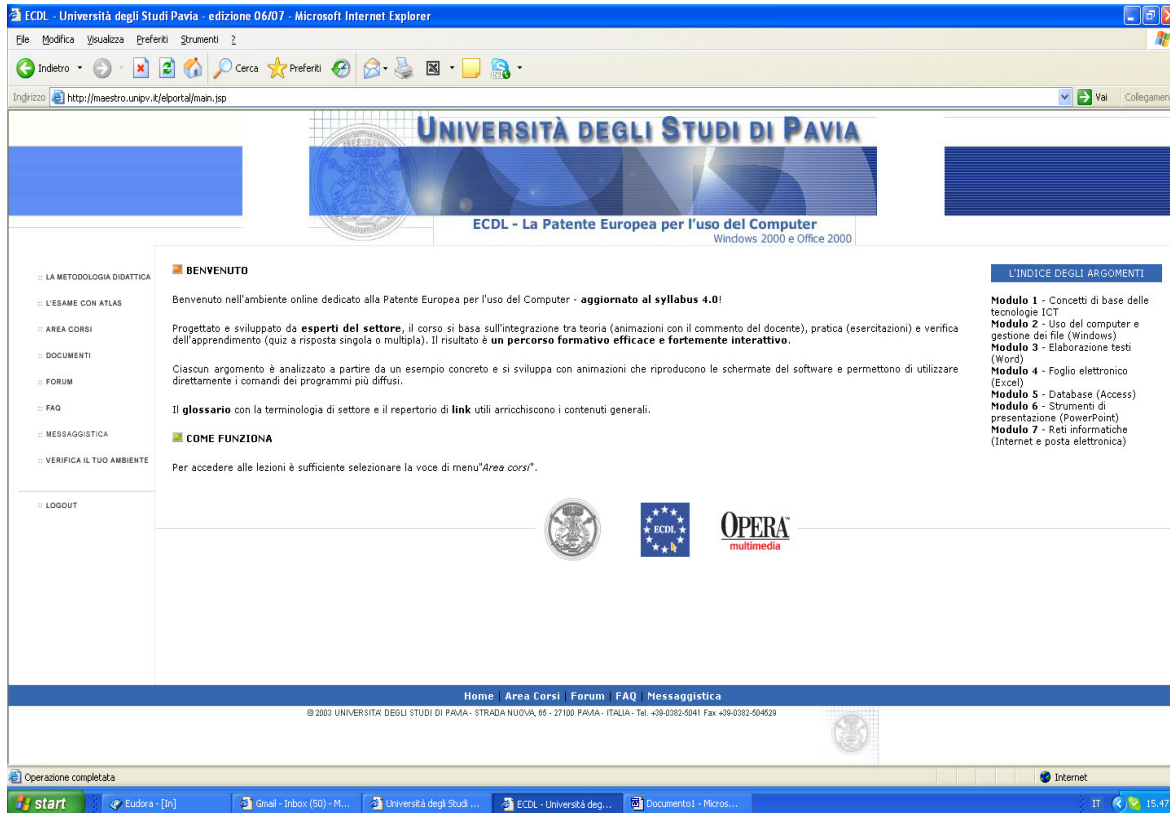 ECDL - Università degli Studi Pavia - edizione 06/07 - Microsoft Internet Explorer
File Modifica Visualizza Preferiti Strumenti ?
Indietro Cerca Preferiti
Indirizzo http://maestro.unipv.it/elportal/main.jsp Vai Collegamen
UNIVERSITÀ DEGLI STUDI DI PAVIA
ECDL - La Patente Europea per l'uso del Computer
Windows 2000 e Office 2000
:: LA METODOLOGIA DIDATTICA
:: L'ESAME CON ATLAS
:: AREA CORSI
:: DOCUMENTI
:: FORUM
:: FAQ
:: MESSAGGISTICA
:: VERIFICA IL TUO AMBIENTE
:: LOGOUT
BENVENUTO
Benvenuto nell'ambiente online dedicato alla Patente Europea per l'uso del Computer - aggiornato al syllabus 4.0!
Progettato e sviluppato da esperti del settore, il corso si basa sull'integrazione tra teoria (animazioni con il commento del docente), pratica (esercitazioni) e verifica
dell'apprendimento (quiz a risposta singola o multipla). Il risultato è un percorso formativo efficace e fortemente interattivo.
Ciascun argomento è analizzato a partire da un esempio concreto e si sviluppa con animazioni che riproducono le schermate del software e permettono di utilizzare
direttamente i comandi dei programmi più diffusi.
Il glossario con la terminologia di settore e il repertorio di link utili arricchiscono i contenuti generali.
COME FUNZIONA
Per accedere alle lezioni è sufficiente selezionare la voce di menu"Area corsi".
L'INDICE DEGLI ARGOMENTI
Modulo 1 - Concetti di base delle
tecnologie ICT
Modulo 2 - Uso del computer e
gestione dei file (Windows)
Modulo 3 - Elaborazione testi
(Word)
Modulo 4 - Foglio elettronico
(Excel)
Modulo 5 - Database (Access)
Modulo 6 - Strumenti di
presentazione (PowerPoint)
Modulo 7 - Reti informatiche
(Internet e posta elettronica)
ECDL
OPERA™
multimedia
Home | Area Corsi | Forum | FAQ | Messaggistica
© 2003 UNIVERSITA' DEGLI STUDI DI PAVIA - STRADA NUOVA, 65 - 27100 PAVIA - ITALIA - Tel. +39-0382-5041 Fax +39-0382-504529
Operazione completata Internet
start Eudora - [In] Gmail - Inbox (50) - M... Università degli Studi ... ECDL - Università deg... Documento1 - Micros... IT 15.47